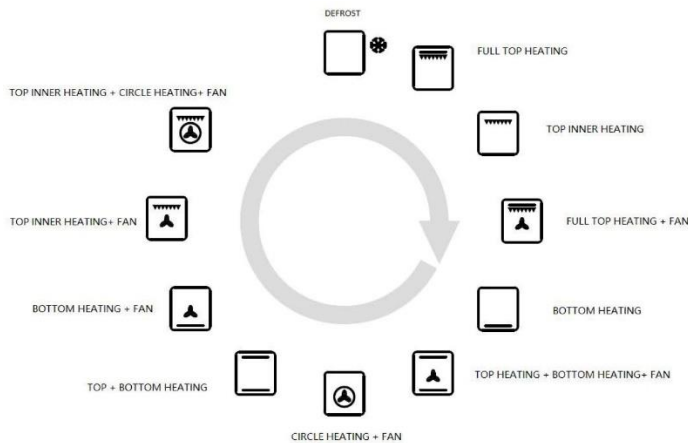 DEFROST
FULL TOP HEATING
TOP INNER HEATING + CIRCLE HEATING+ FAN
TOP INNER HEATING
TOP INNER HEATING+ FAN
FULL TOP HEATING + FAN
BOTTOM HEATING + FAN
BOTTOM HEATING
TOP HEATING + BOTTOM HEATING+ FAN
TOP + BOTTOM HEATING
CIRCLE HEATING + FAN